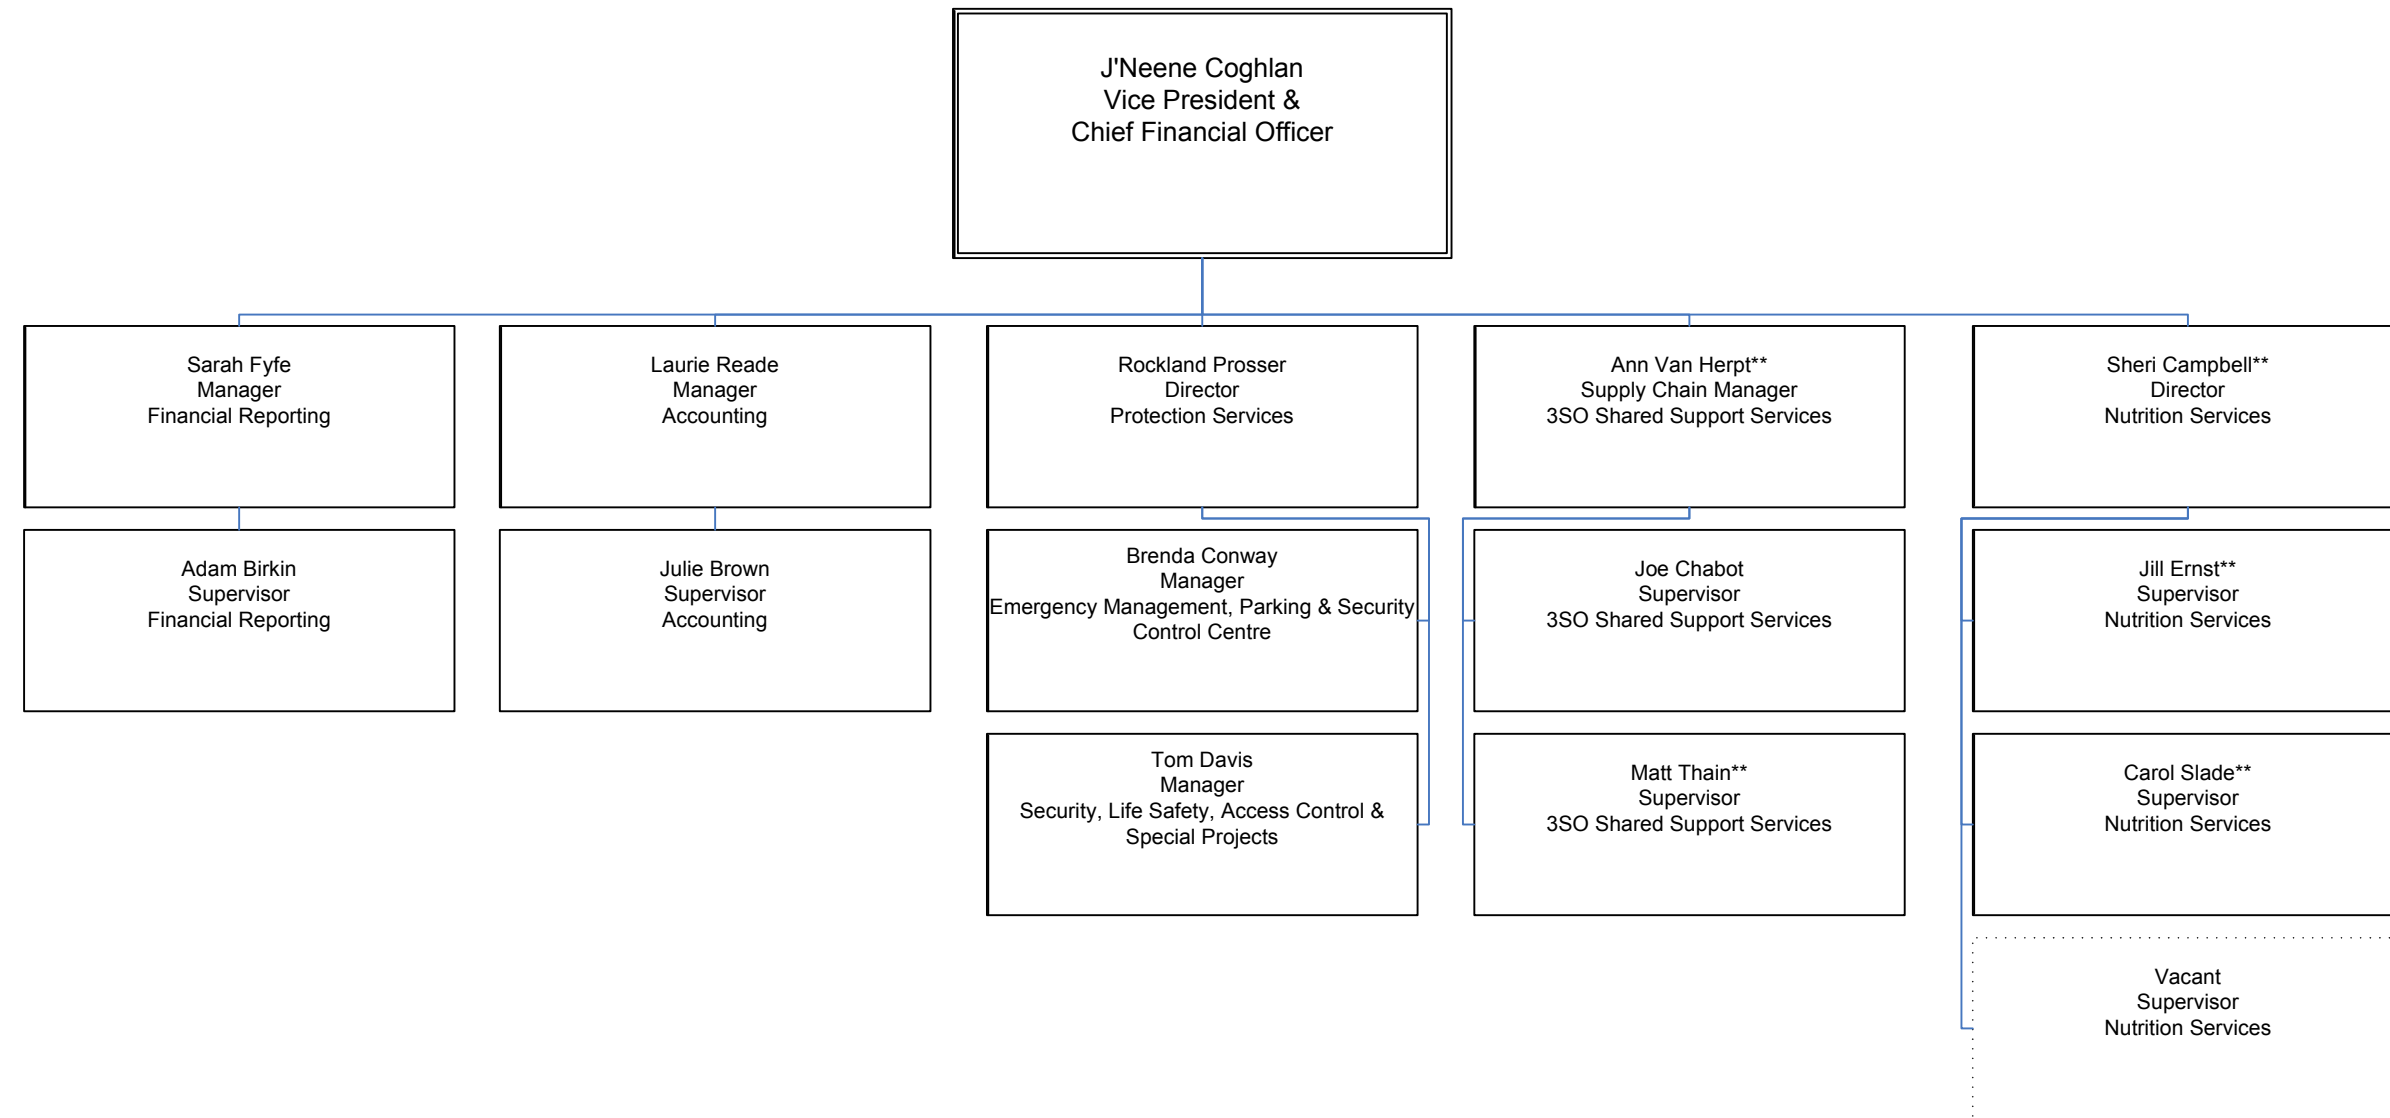 J'Neene Coghlan
Vice President &
Chief Financial Officer
Sarah Fyfe
Manager
Financial Reporting
Laurie Reade
Manager
Accounting
Rockland Prosser
Director
Protection Services
Ann Van Herpt**
Supply Chain Manager
3SO Shared Support Services
Sheri Campbell**
Director
Nutrition Services
Adam Birkin
Supervisor
Financial Reporting
Julie Brown
Supervisor
Accounting
Brenda Conway
Manager
Emergency Management, Parking & Security
Control Centre
Joe Chabot
Supervisor
3SO Shared Support Services
Jill Ernst**
Supervisor
Nutrition Services
Tom Davis
Manager
Security, Life Safety, Access Control &
Special Projects
Matt Thain**
Supervisor
3SO Shared Support Services
Carol Slade**
Supervisor
Nutrition Services
Vacant
Supervisor
Nutrition Services